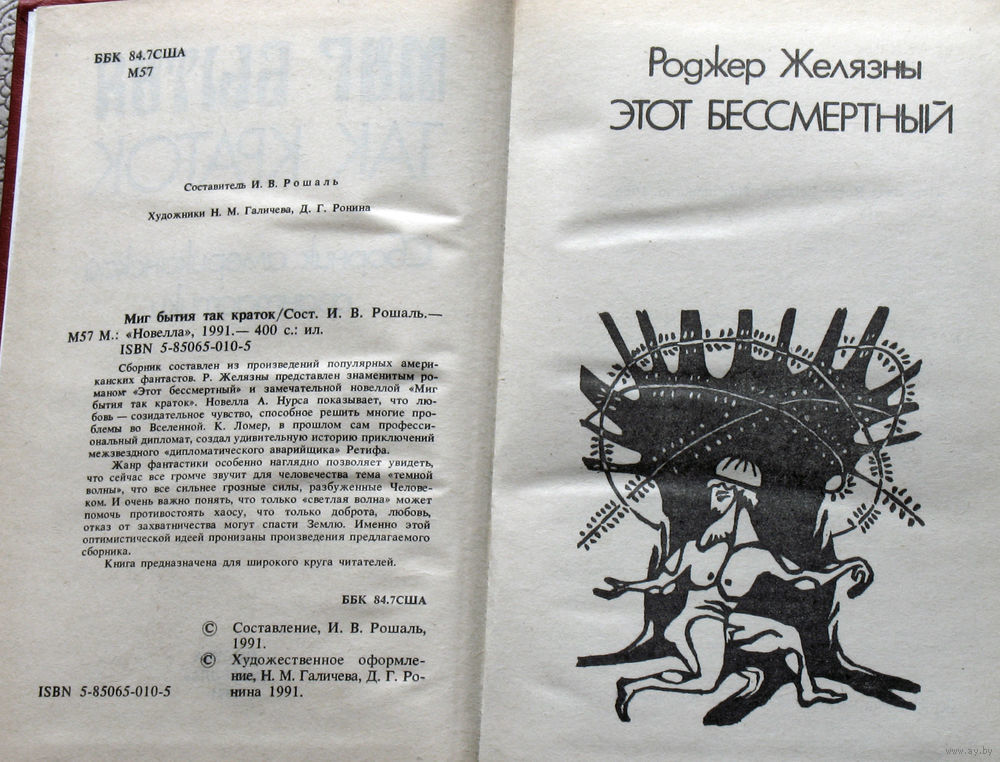 ББК 84.7США
М57
Составитель И. В. Рошаль
Художники Н. М. Галичева, Д. Г. Ронина
Миг бытия так краток/Сост. И. В. Рошаль.—
М57 М.: «Новелла», 1991.— 400 с.: ил.
ISBN 5-85065-010-5
Сборник составлен из произведений популярных амери-
канских фантастов. Р. Желязны представлен знаменитым ро-
маном «Этот бессмертный» и замечательной новеллой «Миг
бытия так краток». Новелла А. Нурса показывает, что лю-
бовь — созидательное чувство, способное решить многие про-
блемы во Вселенной. К. Ломер, в прошлом сам професси-
ональный дипломат, создал удивительную историю приключений
межзвездного «дипломатического аварийщика» Ретифа.
Жанр фантастики особенно наглядно позволяет увидеть,
что сейчас все громче звучит для человечества тема «темной
волны», что все сильнее грозные силы, разбуженные Челове-
ком. И очень важно понять, что только «светлая волна» может
помочь противостоять хаосу, что только доброта, любовь,
отказ от захватничества могут спасти Землю. Именно этой
оптимистической идеей пронизаны произведения предлагаемого
сборника.
Книга предназначена для широкого круга читателей.
ББК 84.7США
© Составление, И. В. Рошаль,
1991.
© Художественное оформле-
ние, Н. М. Галичева, Д. Г. Ро-
нина 1991.
ISBN 5-85065-010-5
Роджер Желязны
ЭТОТ БЕССМЕРТНЫЙ
www.ay.by